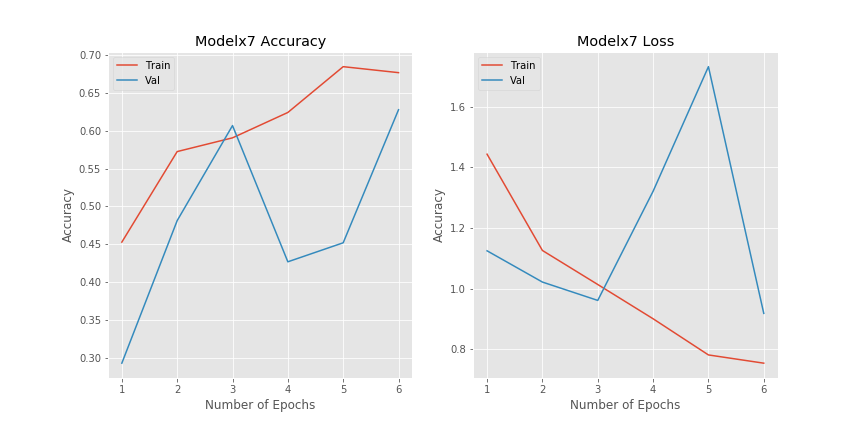 Modelx7 Accuracy
Train
Val
0.70
0.65
0.60
0.55
0.50
0.45
0.40
0.35
0.30
Accuracy
1 2 3 4 5 6
Number of Epochs
Modelx7 Loss
Train
Val
1.6
1.4
1.2
1.0
0.8
Accuracy
1 2 3 4 5 6
Number of Epochs